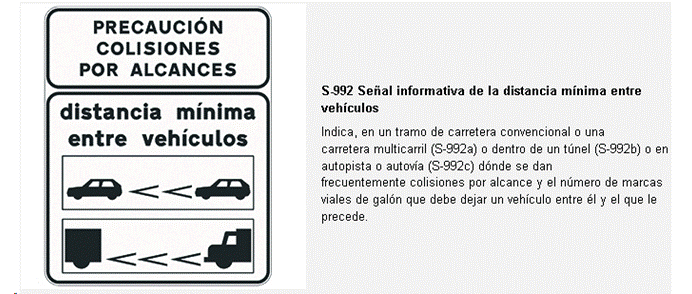 PRECAUCIÓN
COLISIONES
POR ALCANCES
distancia mínima
entre vehículos
S-992 Señal informativa de la distancia mínima entre
vehículos
Indica, en un tramo de carretera convencional o una
carretera multicarril (S-992a) o dentro de un túnel (S-992b) o en
autopista o autovía (S-992c) dónde se dan
frecuentemente colisiones por alcance y el número de marcas
viales de galón que debe dejar un vehículo entre él y el que le
precede.